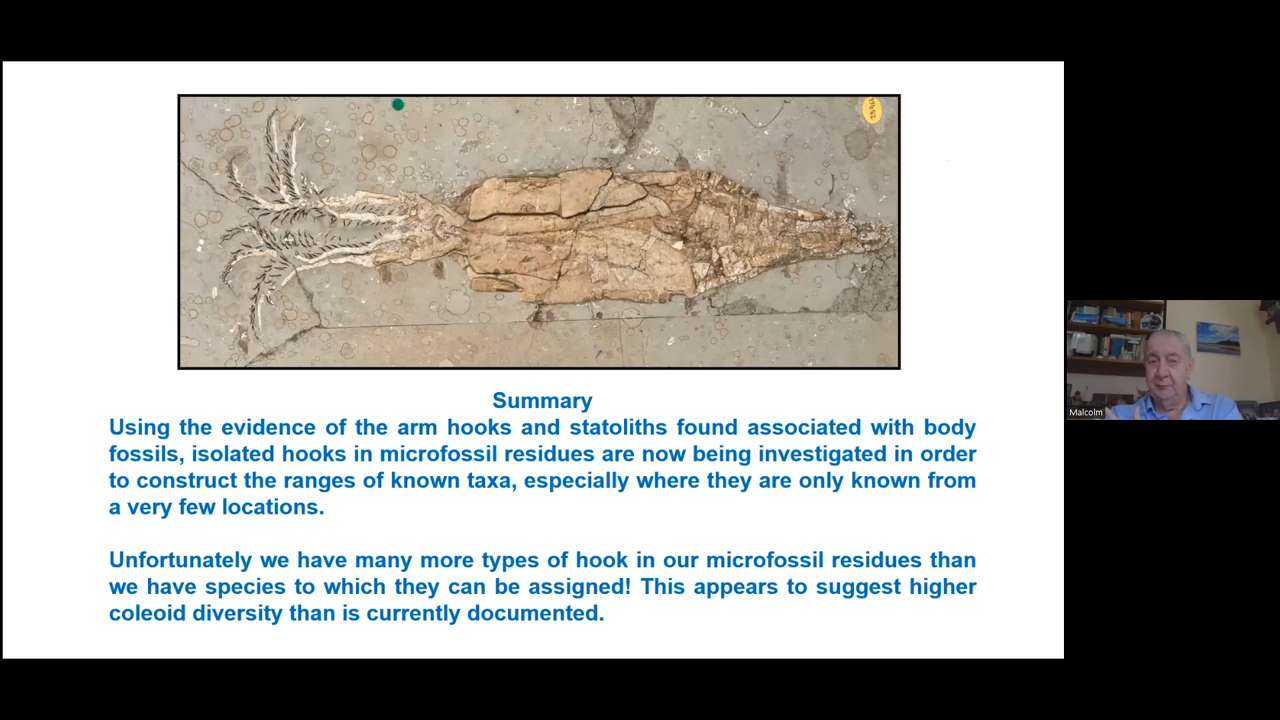 Summary
Using the evidence of the arm hooks and statoliths found associated with body
fossils, isolated hooks in microfossil residues are now being investigated in order
to construct the ranges of known taxa, especially where they are only known from
a very few locations.
Unfortunately we have many more types of hook in our microfossil residues than
we have species to which they can be assigned! This appears to suggest higher
coleoid diversity than is currently documented.
Malcolm